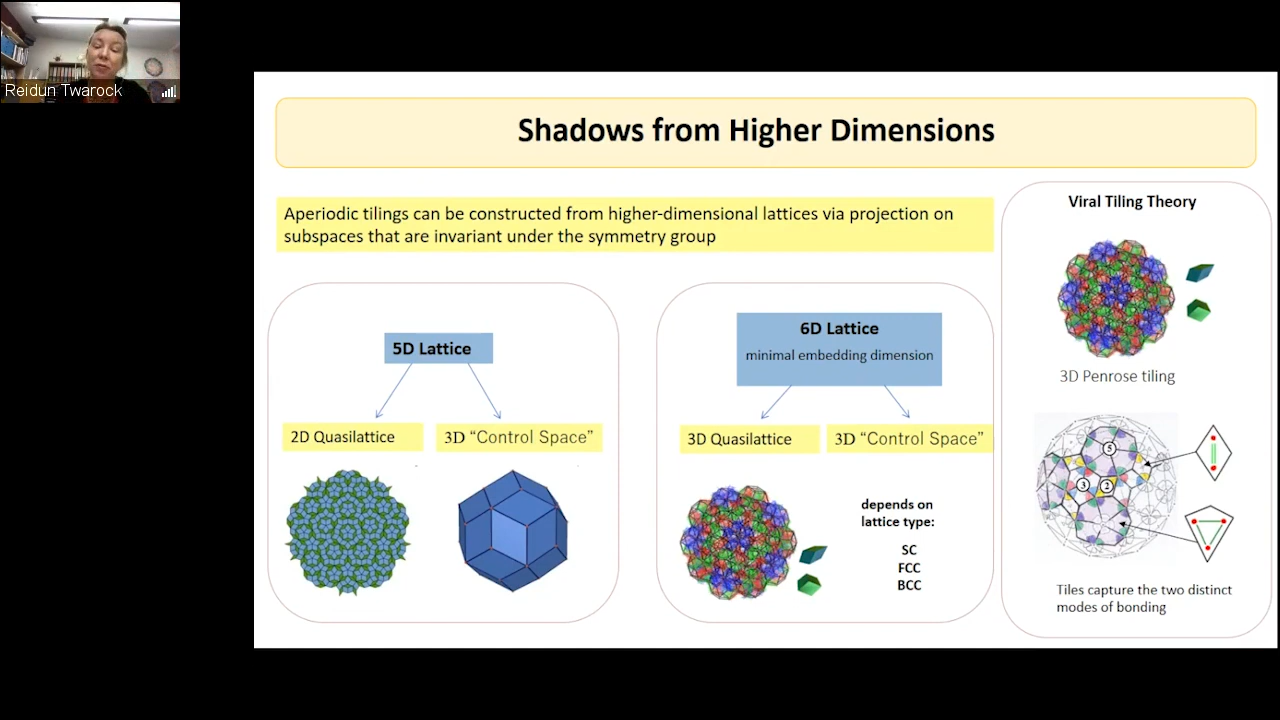 Reidun Twarock
Shadows from Higher Dimensions
Aperiodic tilings can be constructed from higher-dimensional lattices via projection on
subspaces that are invariant under the symmetry group
5D Lattice
2D Quasilattice
3D “Control Space”
6D Lattice
minimal embedding dimension
3D Quasilattice
3D “Control Space”
depends on
lattice type:
SC
FCC
BCC
Viral Tiling Theory
3D Penrose tiling
5
3
2
Tiles capture the two distinct
modes of bonding